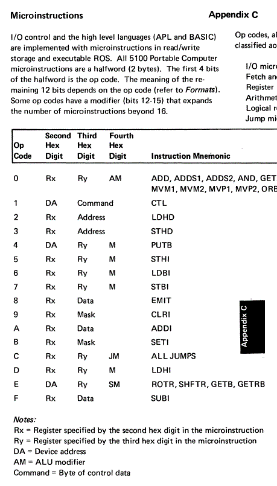 Microinstructions
Appendix C
I/O control and the high level languages (APL and BASIC)
are implemented with microinstructions in read/write
storage and executable ROS. All 5100 Portable Computer
microinstructions are a halfword (2 bytes). The first 4 bits
of the halfword is the op code. The meaning of the re-
maining 12 bits depends on the op code (refer to Formats).
Some op codes have a modifier (bits 12-15) that expands
the number of microinstructions beyond 16.
Op codes, al
classified ac
I/O micro
Fetch and
Register
Arithmet
Logical r
Jump mi
Second Third Fourth
Op Hex Hex Hex
Code Digit Digit Digit Instruction Mnemonic
0 Rx Ry AM ADD, ADDS1, ADDS2, AND, GET
MVM1, MVM2, MVP1, MVP2, ORB
1 DA Command CTL
2 Rx Address LDHD
3 Rx Address STHD
4 DA Ry M PUTB
5 Rx Ry M STHI
6 Rx Ry M LDBI
7 Rx Ry M STBI
8 Rx Data EMIT
9 Rx Mask CLRI
A Rx Data ADDI
B Rx Mask SETI
C Rx Ry JM ALL JUMPS
D Rx Ry M LDHI
E DA Ry SM ROTR, SHFTR, GETB, GETRB
F Rx Data SUBI
Appendix C
Notes:
Rx = Register specified by the second hex digit in the microinstruction
Ry = Register specified by the third hex digit in the microinstruction
DA = Device address
AM = ALU modifier
Command = Byte of control data